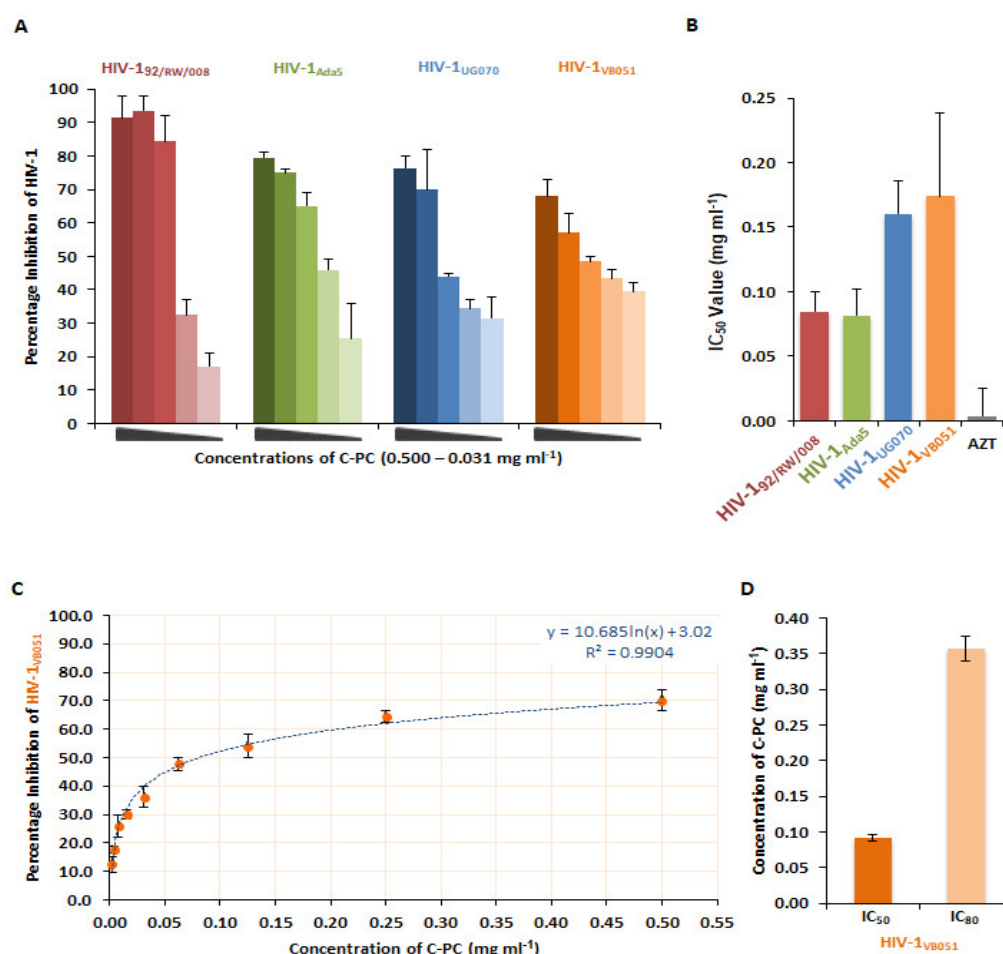 A
HIV-192/RW/008 HIV-1Ada5 HIV-1UG070 HIV-1VB051
Percentage Inhibition of HIV-1
100
90
80
70
60
50
40
30
20
10
0
Concentrations of C-PC (0.500 – 0.031 mg ml-1)
B
IC50 Value (mg ml-1)
0.25
0.20
0.15
0.10
0.05
0.00
HIV-192/RW/008 HIV-1Ada5 HIV-1UG070 HIV-1VB051 AZT
C
Percentage Inhibition of HIV-1VB051
100.0
90.0
80.0
70.0
60.0
50.0
40.0
30.0
20.0
10.0
0.0
y = 10.685ln(x) + 3.02
R² = 0.9904
0.00 0.05 0.10 0.15 0.20 0.25 0.30 0.35 0.40 0.45 0.50 0.55
Concentration of C-PC (mg ml-1)
D
Concentration of C-PC (mg ml-1)
0.40
0.35
0.30
0.25
0.20
0.15
0.10
0.05
0.00
IC50 IC80
HIV-1VB051